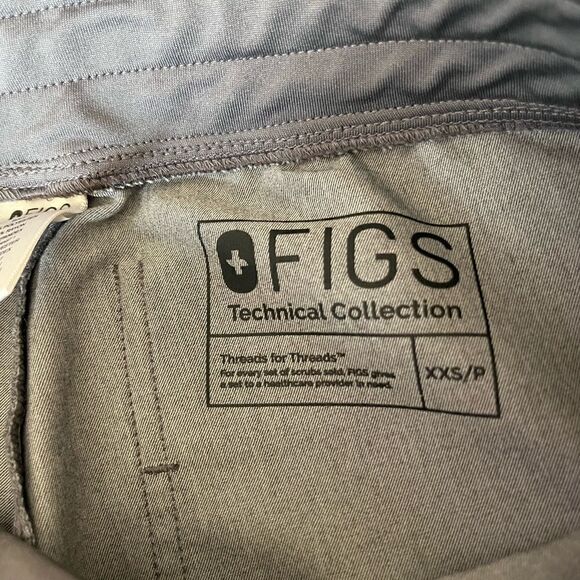 FIGS
Technical Collection
Threads for Threads™
For every set of scrubs sold, FIGS gives
a set to a healthcare provider in need.
XXS/P
FIGS